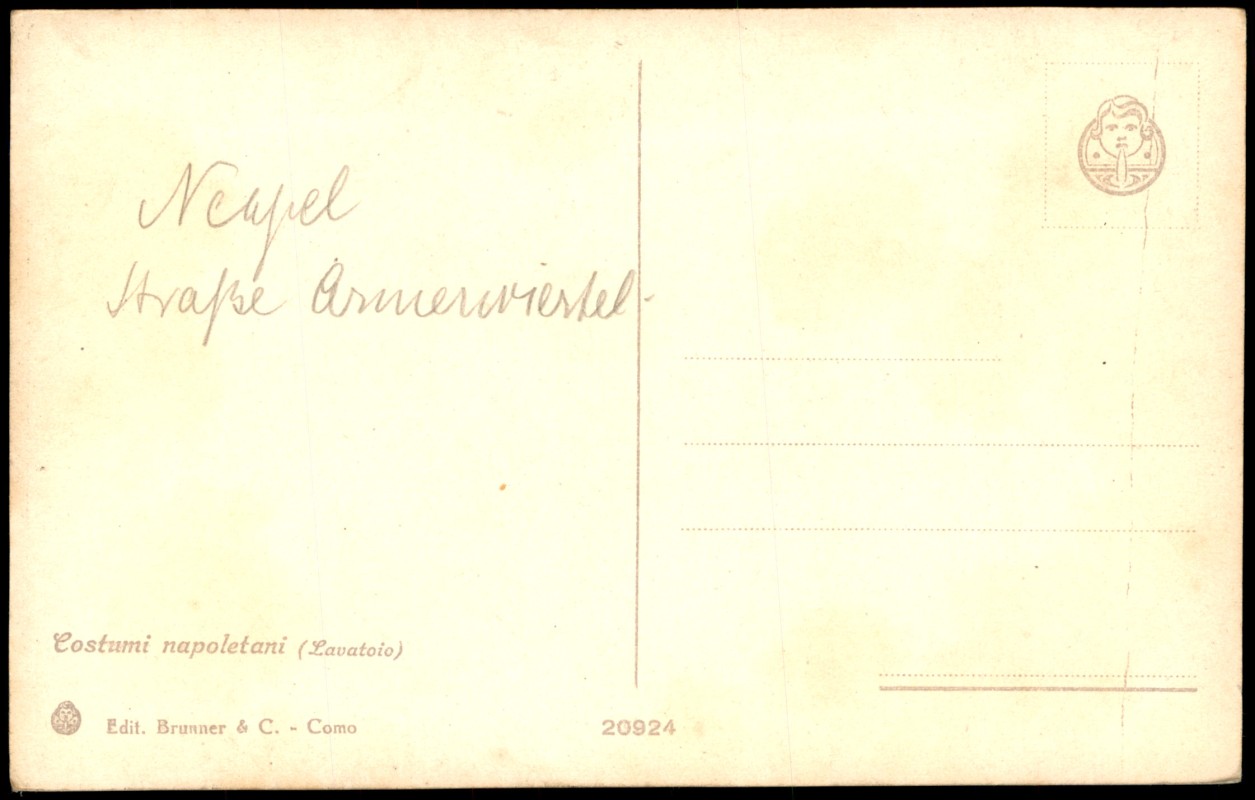 Neapel
Straße Armenviertel-
Costumi napoletani (Lavatoio)
Edit. Brunner & C. - Como
20924